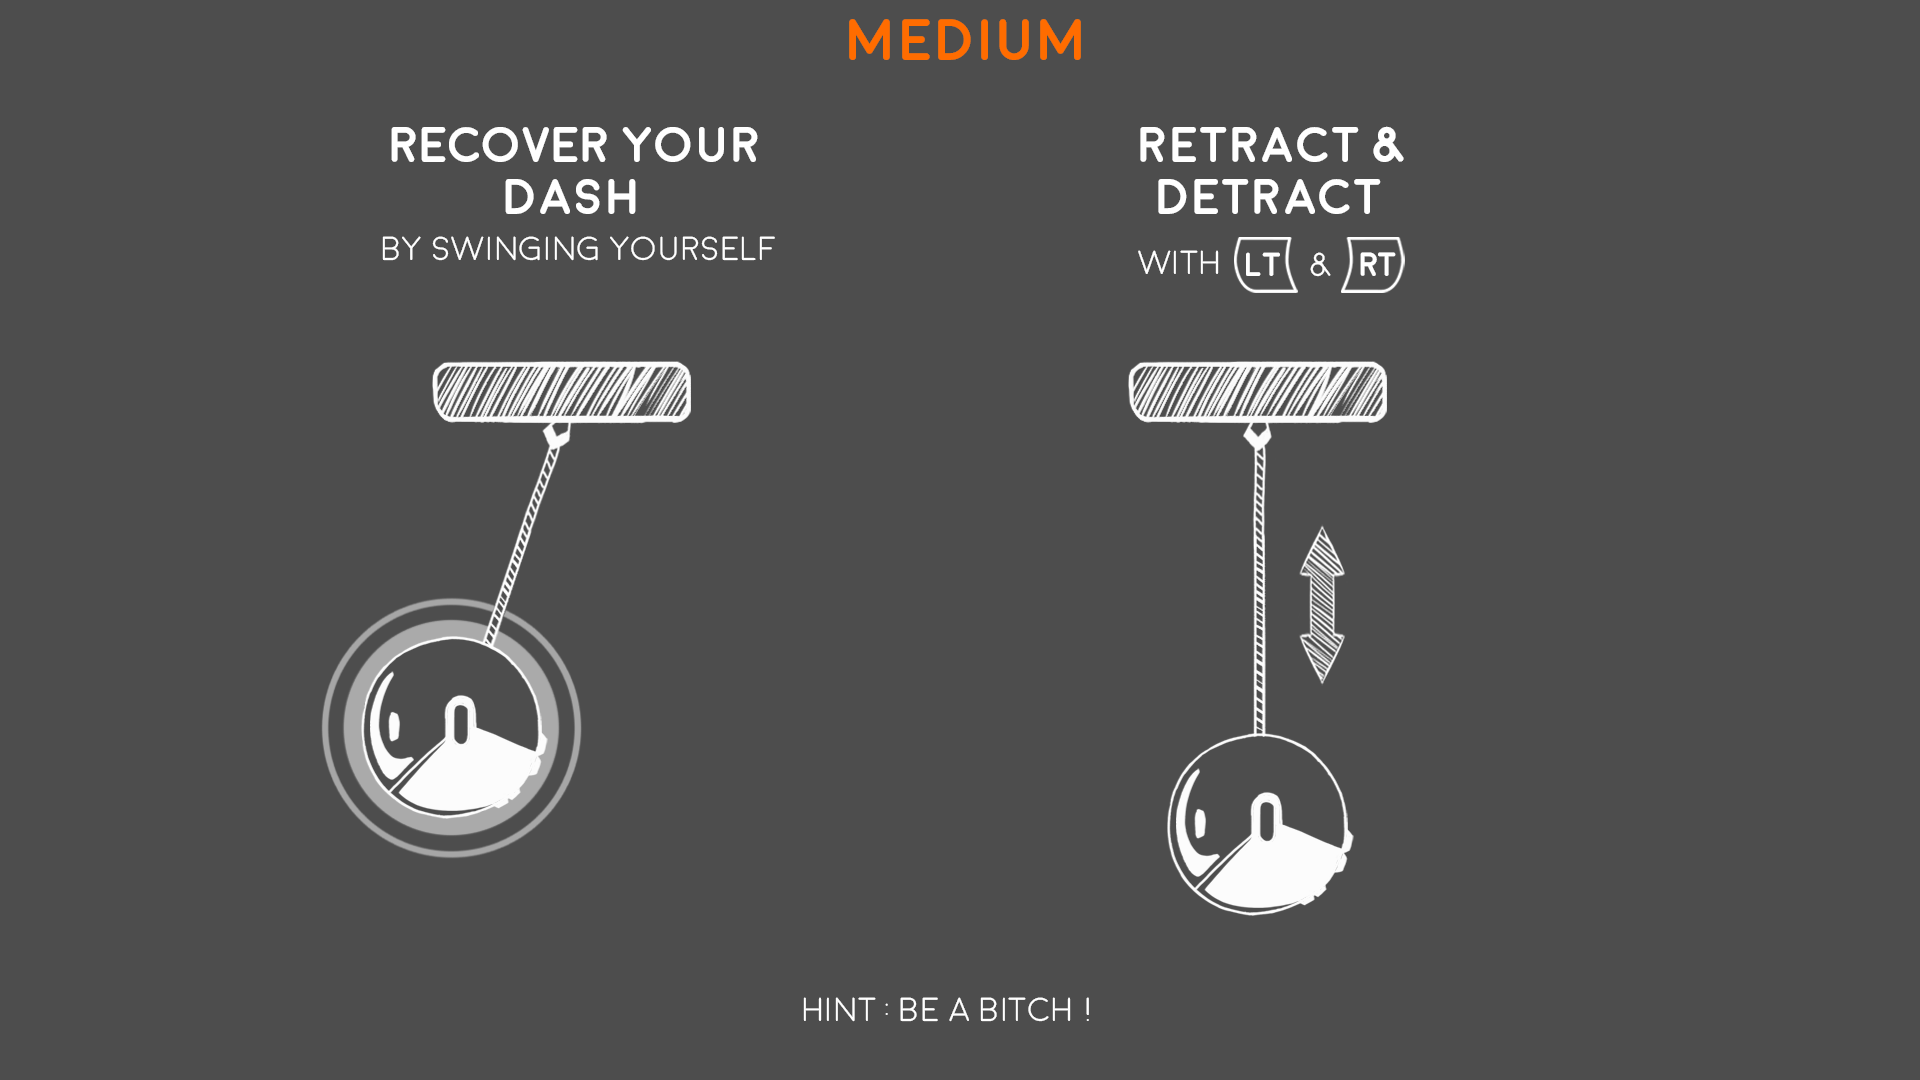 MEDIUM
RECOVER YOUR
DASH
BY SWINGING YOURSELF
RETRACT &
DETRACT
WITH LT & RT
HINT : BE A BITCH !